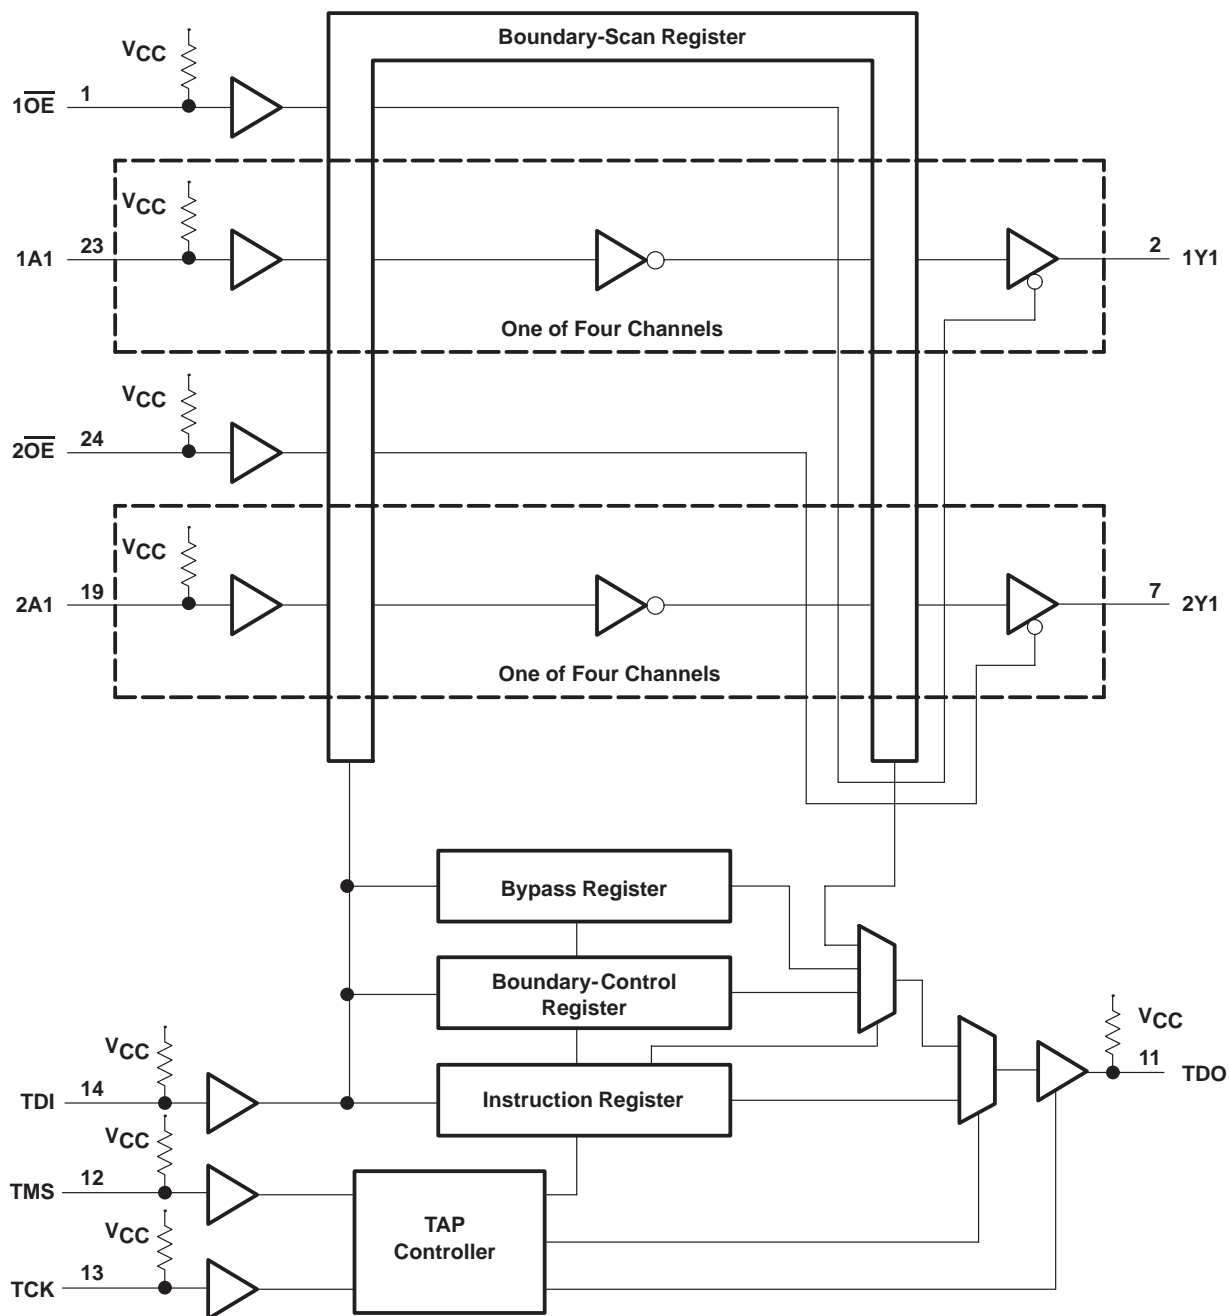 Boundary-Scan Register
VCC
1O̅E̅ 1
VCC
1A1 23
2 1Y1
One of Four Channels
VCC
2O̅E̅ 24
VCC
2A1 19
7 2Y1
One of Four Channels
Bypass Register
Boundary-Control
Register
VCC
VCC
TDI 14
Instruction Register
11 TDO
VCC
TMS 12
TAP
Controller
VCC
TCK 13